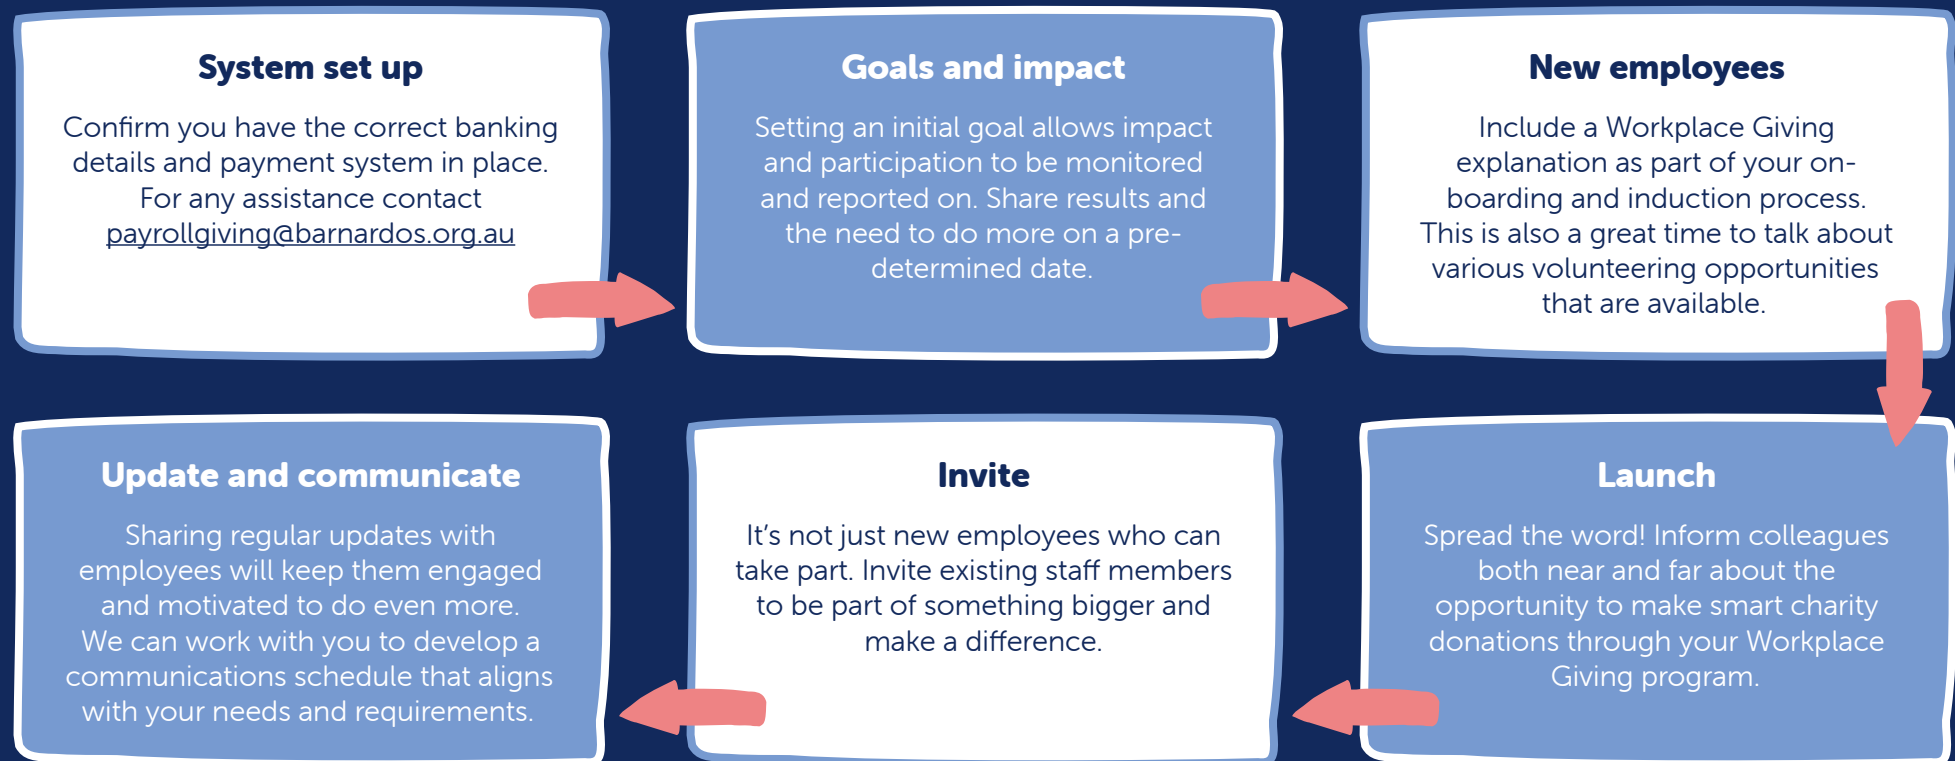 System set up
Confirm you have the correct banking
details and payment system in place.
For any assistance contact
payrollgiving@barnardos.org.au
Goals and impact
Setting an initial goal allows impact
and participation to be monitored
and reported on. Share results and
the need to do more on a pre-
determined date.
New employees
Include a Workplace Giving
explanation as part of your on-
boarding and induction process.
This is also a great time to talk about
various volunteering opportunities
that are available.
Launch
Spread the word! Inform colleagues
both near and far about the
opportunity to make smart charity
donations through your Workplace
Giving program.
Invite
It’s not just new employees who can
take part. Invite existing staff members
to be part of something bigger and
make a difference.
Update and communicate
Sharing regular updates with
employees will keep them engaged
and motivated to do even more.
We can work with you to develop a
communications schedule that aligns
with your needs and requirements.